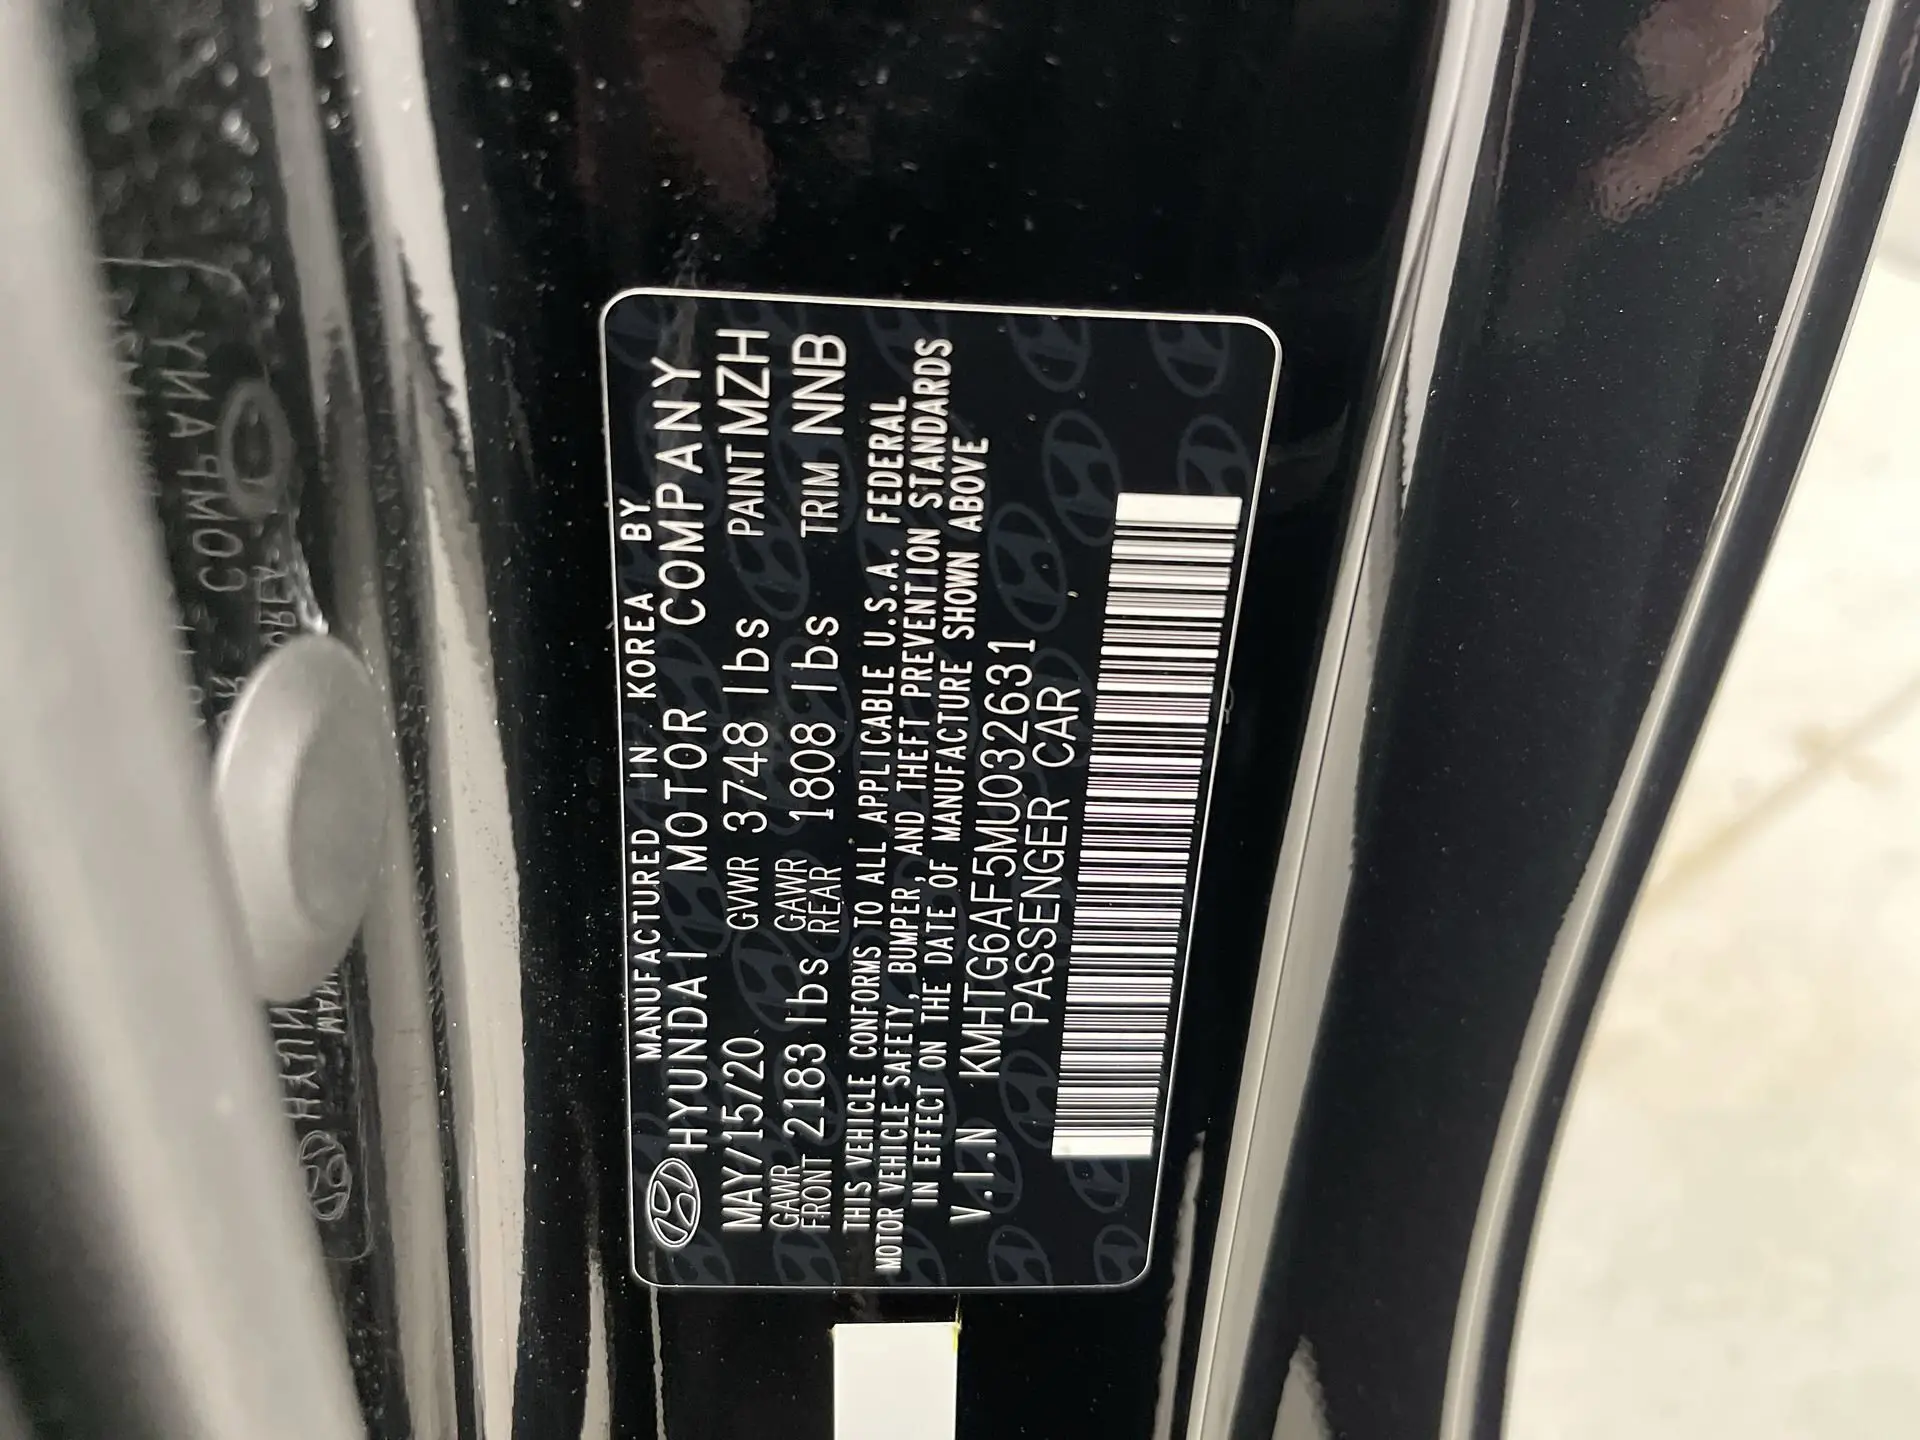 MANUFACTURED IN KOREA BY
HYUNDAI MOTOR COMPANY
MAY/15/20 GVWR 3748 lbs PAINT MZH
GAWR FRONT 2183 lbs GAWR REAR 1808 lbs TRIM NNB
THIS VEHICLE CONFORMS TO ALL APPLICABLE U.S.A. FEDERAL
MOTOR VEHICLE SAFETY, BUMPER, AND THEFT PREVENTION STANDARDS
IN EFFECT ON THE DATE OF MANUFACTURE SHOWN ABOVE
V.I.N KMHTG6AF5MU032631
PASSENGER CAR